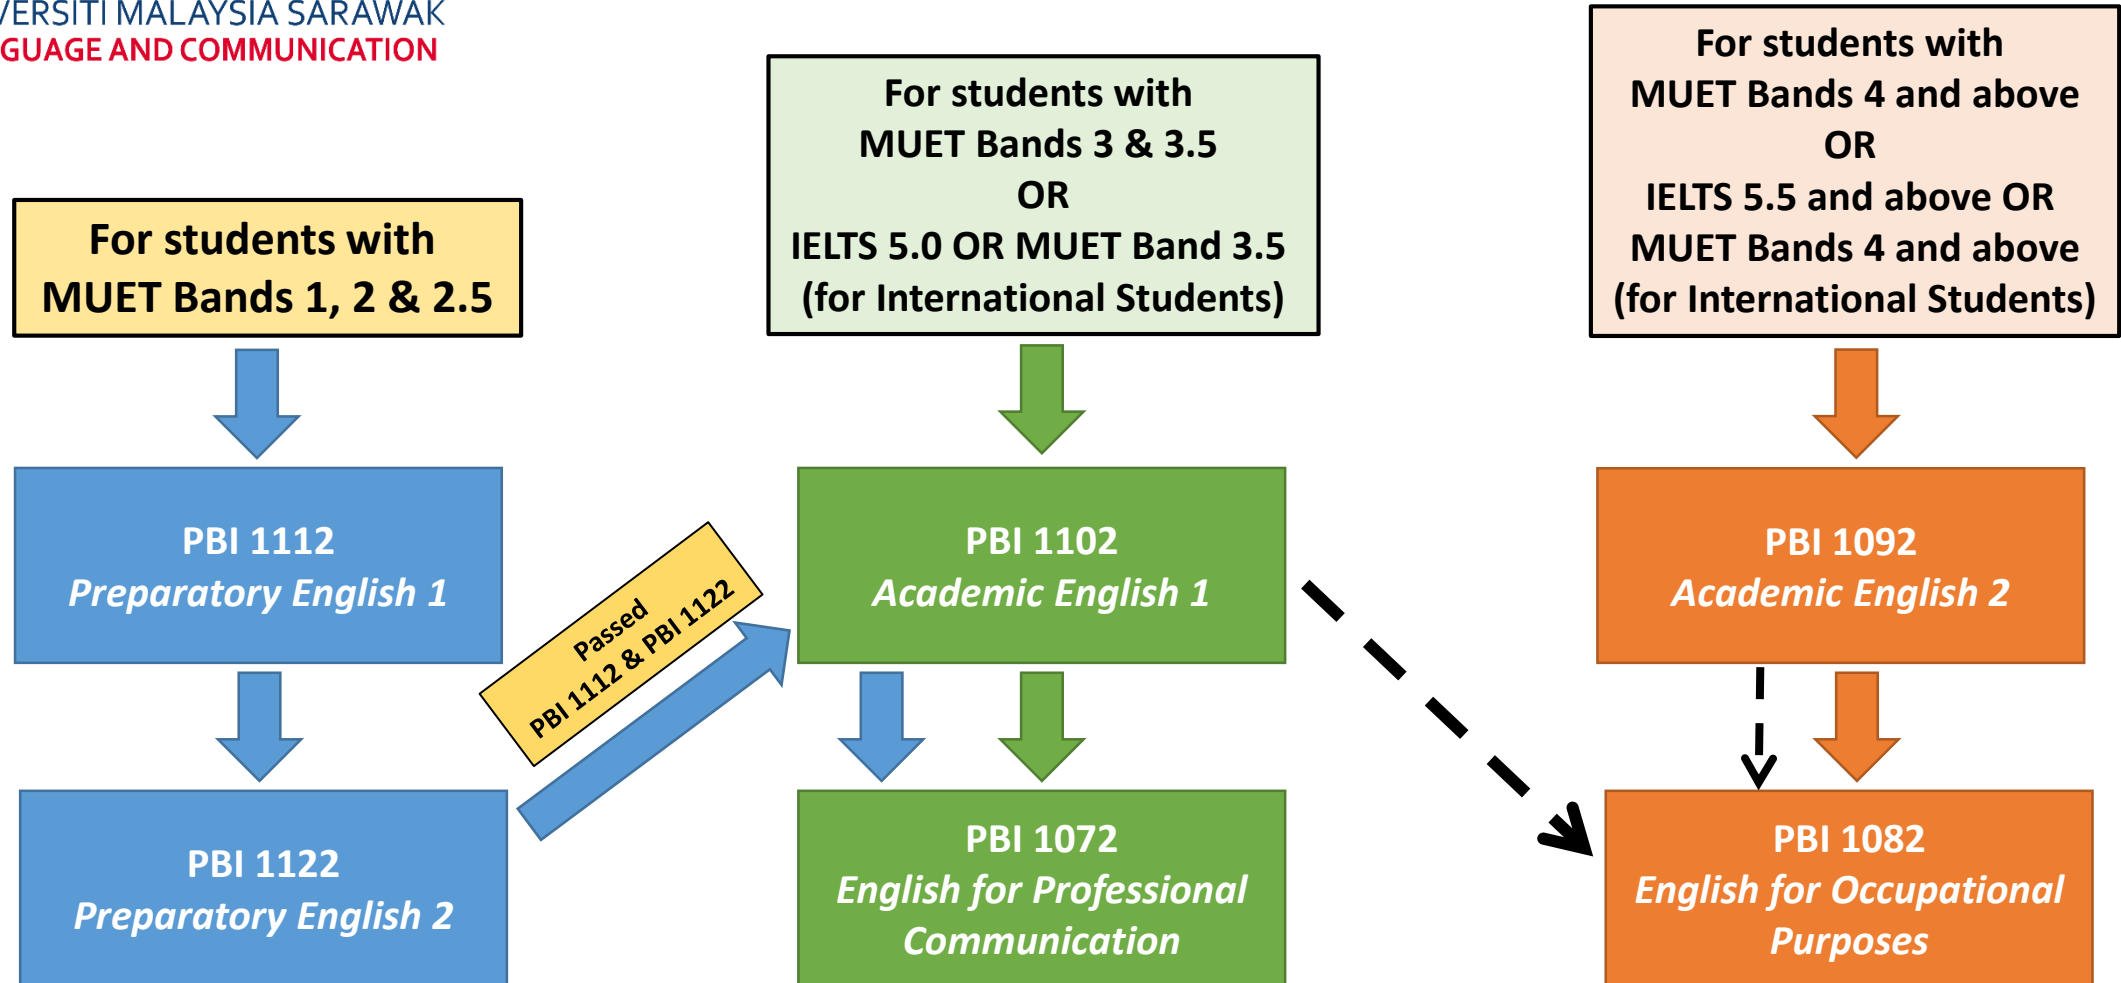 VERSITI MALAYSIA SARAWAK
GUAGE AND COMMUNICATION
For students with
MUET Bands 1, 2 & 2.5
For students with
MUET Bands 3 & 3.5
OR
IELTS 5.0 OR MUET Band 3.5
(for International Students)
For students with
MUET Bands 4 and above
OR
IELTS 5.5 and above OR
MUET Bands 4 and above
(for International Students)
PBI 1112
Preparatory English 1
Passed
PBI 1112 & PBI 1122
PBI 1102
Academic English 1
PBI 1092
Academic English 2
PBI 1122
Preparatory English 2
PBI 1072
English for Professional
Communication
PBI 1082
English for Occupational
Purposes